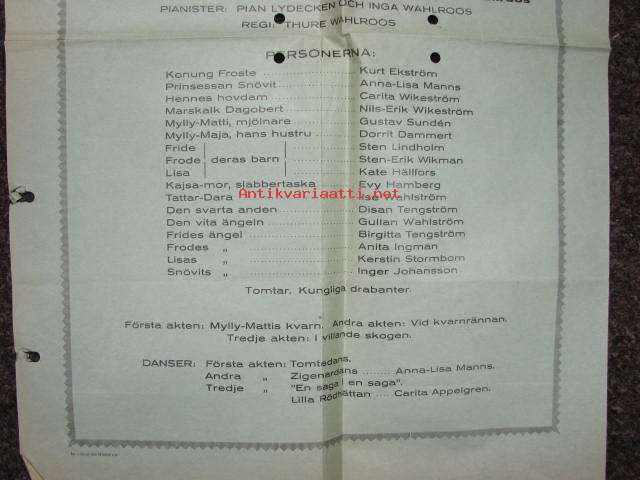 PIANISTER: PIAN LYDECKEN OCH INGA WAHLROOS
REGI: THURE WAHLROOS
PERSONERNA:
Konung Froste Kurt Ekström
Prinsessan Snövit Anna-Lisa Manns
Hennes hovdam Carita Wikeström
Marskalk Dagobert Nils-Erik Wikeström
Mylly-Matti, mjölnare Gustav Sundén
Mylly-Maja, hans hustru Dorrit Dammert
Fride Sten Lindholm
Frode deras barn Sten-Erik Wikman
Lisa Kate Hällfors
Kajsa-mor, slabbertaska Evy Hamberg
Antikvariaatti.net
Tattar-Dara Ilse Wahlström
Den svarta anden Disan Tengström
Den vita ängeln Gullan Wahlström
Frides ängel Birgitta Tengström
Frodes „ Anita Ingman
Lisas „ Kerstin Stormbom
Snövits „ Inger Johansson
Tomtar. Kungliga drabanter.
Första akten: Mylly-Mattis kvarn. Andra akten: Vid kvarnrännan.
Tredje akten: I villande skogen.
DANSER: Första akten: Tomtedans.
Andra „ Zigenardans ........ Anna-Lisa Manns.
Tredje „ "En saga i en saga".
Lilla Rödhättan .... Carita Appelgren.